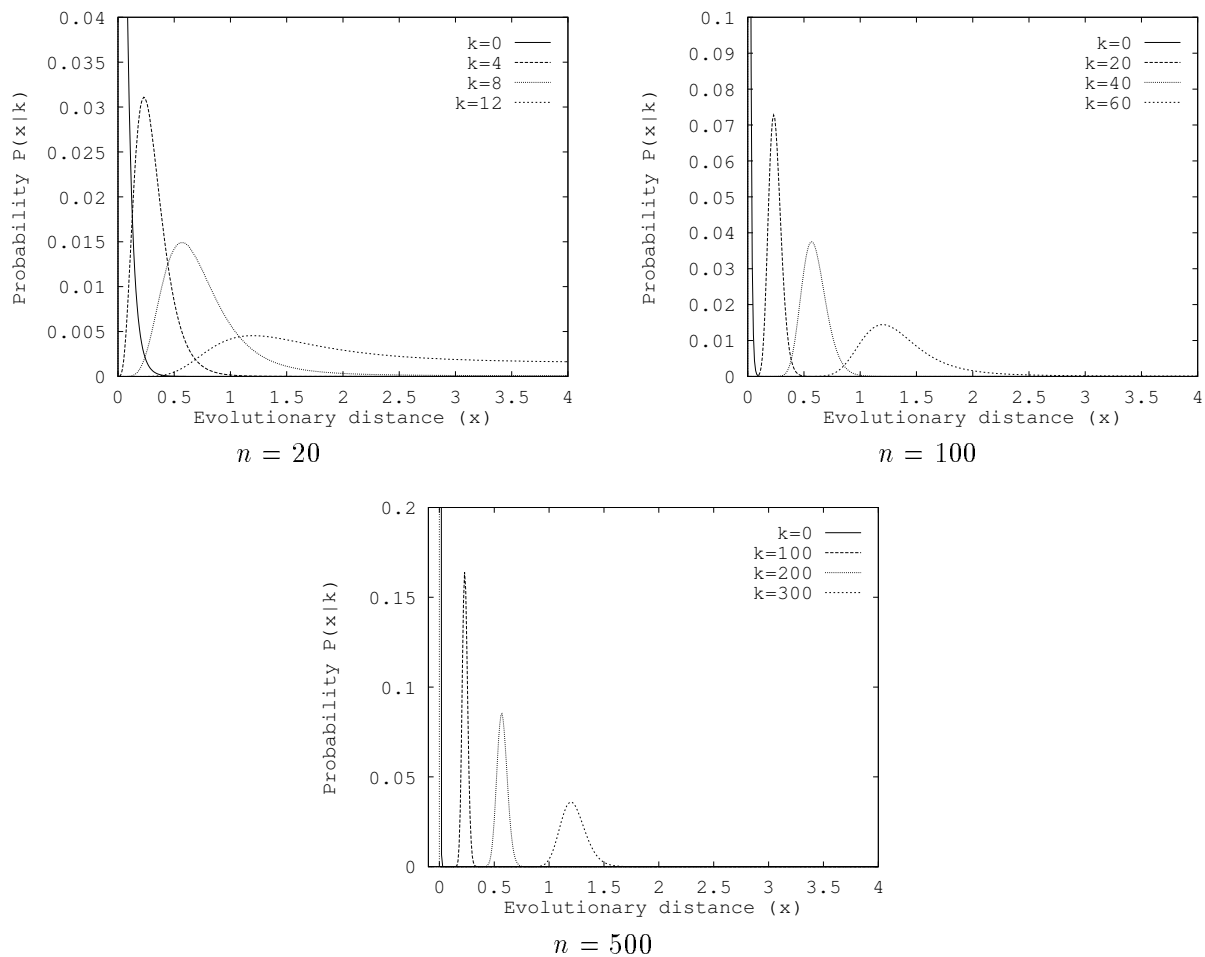 0.04
0.035
0.03
0.025
0.02
0.015
0.01
0.005
0
Probability P(x|k)
k=0
k=4
k=8
k=12
0 0.5 1 1.5 2 2.5 3 3.5 4
Evolutionary distance (x)
n = 20
0.1
0.09
0.08
0.07
0.06
0.05
0.04
0.03
0.02
0.01
0
Probability P(x|k)
k=0
k=20
k=40
k=60
0 0.5 1 1.5 2 2.5 3 3.5 4
Evolutionary distance (x)
n = 100
0.2
0.15
0.1
0.05
0
Probability P(x|k)
k=0
k=100
k=200
k=300
0 0.5 1 1.5 2 2.5 3 3.5 4
Evolutionary distance (x)
n = 500